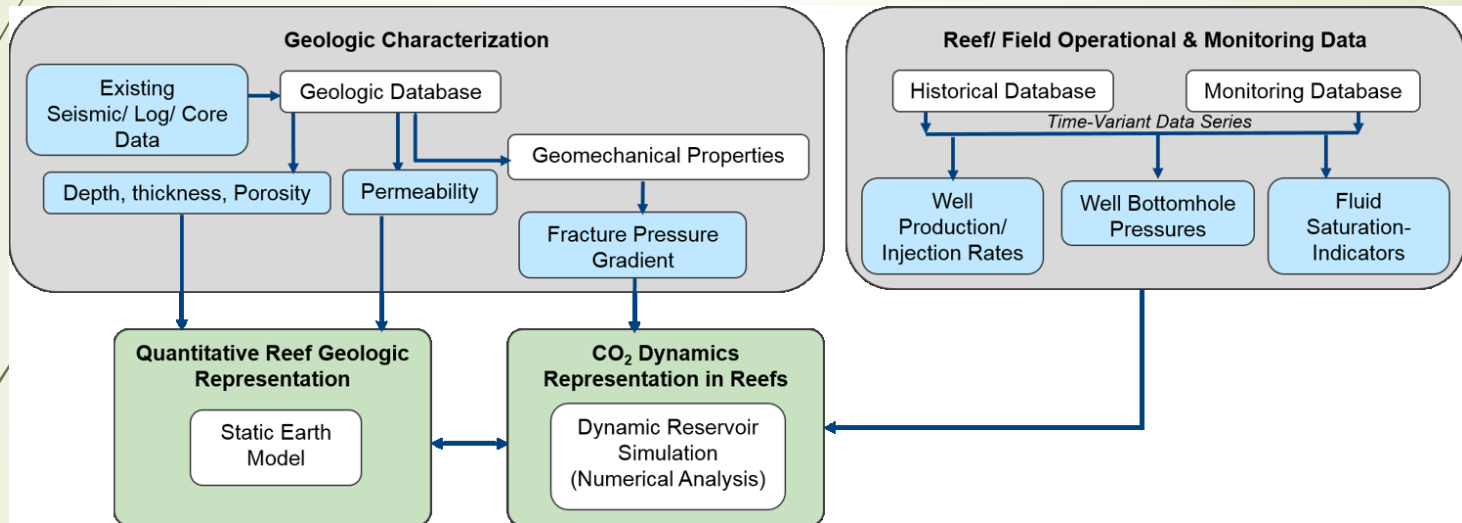 Geologic Characterization
Existing
Seismic/ Log/ Core
Data
Geologic Database
Geomechanical Properties
Depth, thickness, Porosity
Permeability
Fracture Pressure
Gradient
Reef/ Field Operational & Monitoring Data
Historical Database
Monitoring Database
Time-Variant Data Series
Well
Production/
Injection Rates
Well Bottomhole
Pressures
Fluid
Saturation-
Indicators
Quantitative Reef Geologic
Representation
Static Earth
Model
CO₂ Dynamics
Representation in Reefs
Dynamic Reservoir
Simulation
(Numerical Analysis)